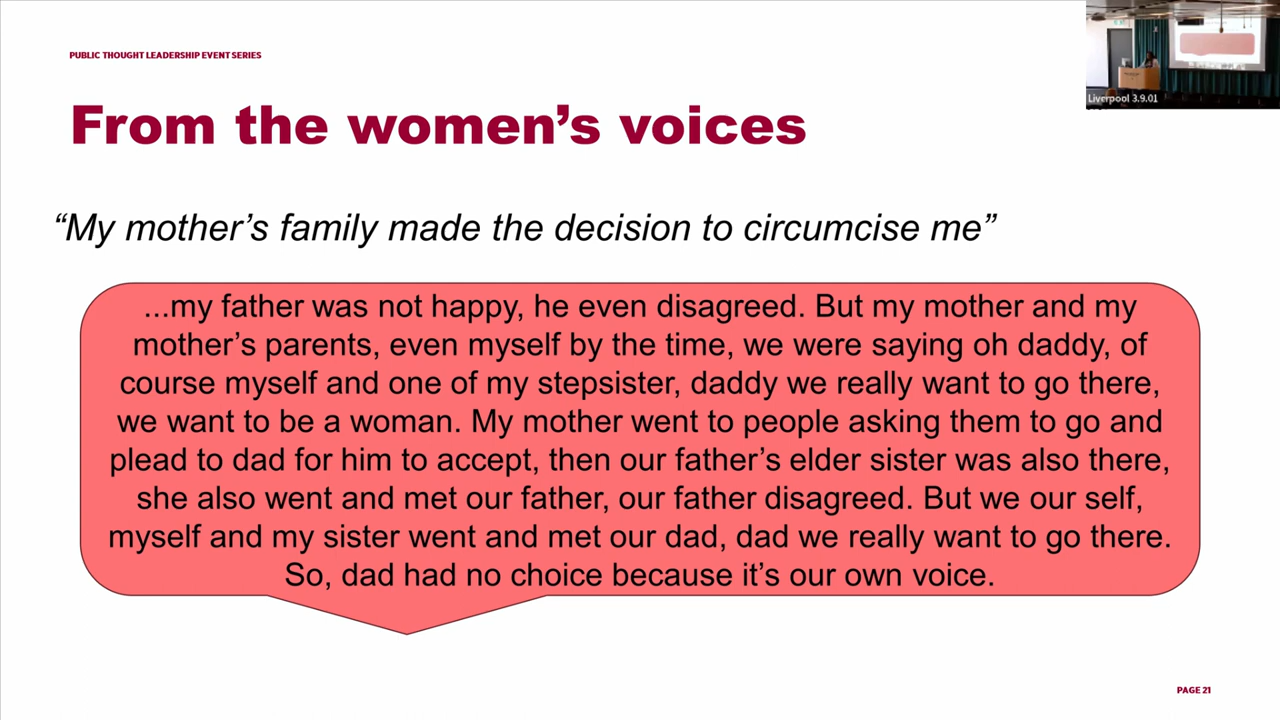 PUBLIC THOUGHT LEADERSHIP EVENT SERIES
Liverpool 3.9.01
From the women’s voices
“My mother’s family made the decision to circumcise me”
...my father was not happy, he even disagreed. But my mother and my
mother’s parents, even myself by the time, we were saying oh daddy, of
course myself and one of my stepsister, daddy we really want to go there,
we want to be a woman. My mother went to people asking them to go and
plead to dad for him to accept, then our father’s elder sister was also there,
she also went and met our father, our father disagreed. But we our self,
myself and my sister went and met our dad, dad we really want to go there.
So, dad had no choice because it’s our own voice.
PAGE 21